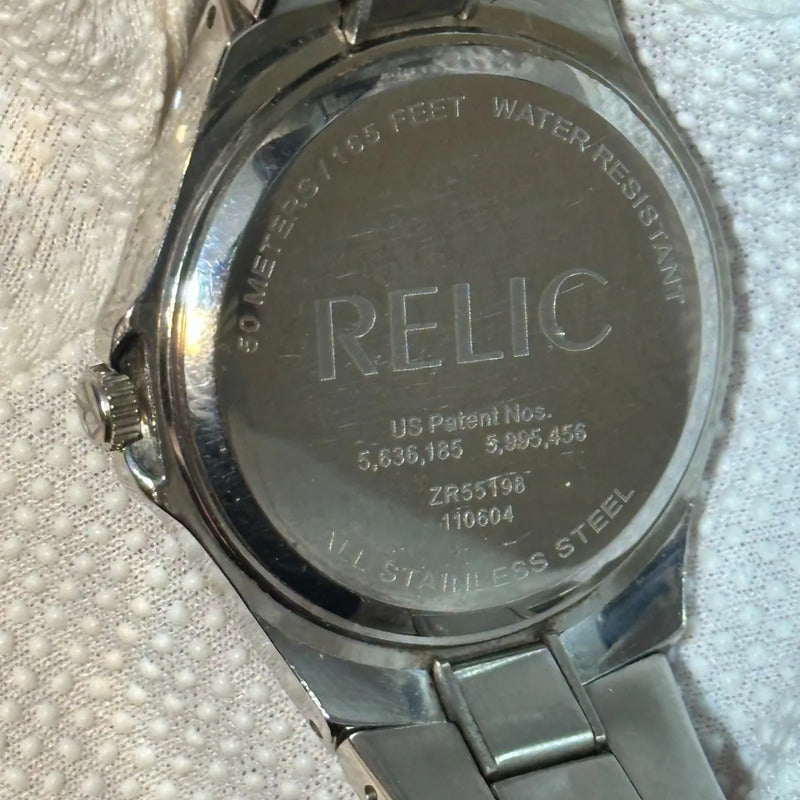 50 METERS / 165 FEET WATER/RESISTANT
RELIC
US Patent Nos.
5,636,185 5,995,456
ZR55198
110604
ALL STAINLESS STEEL